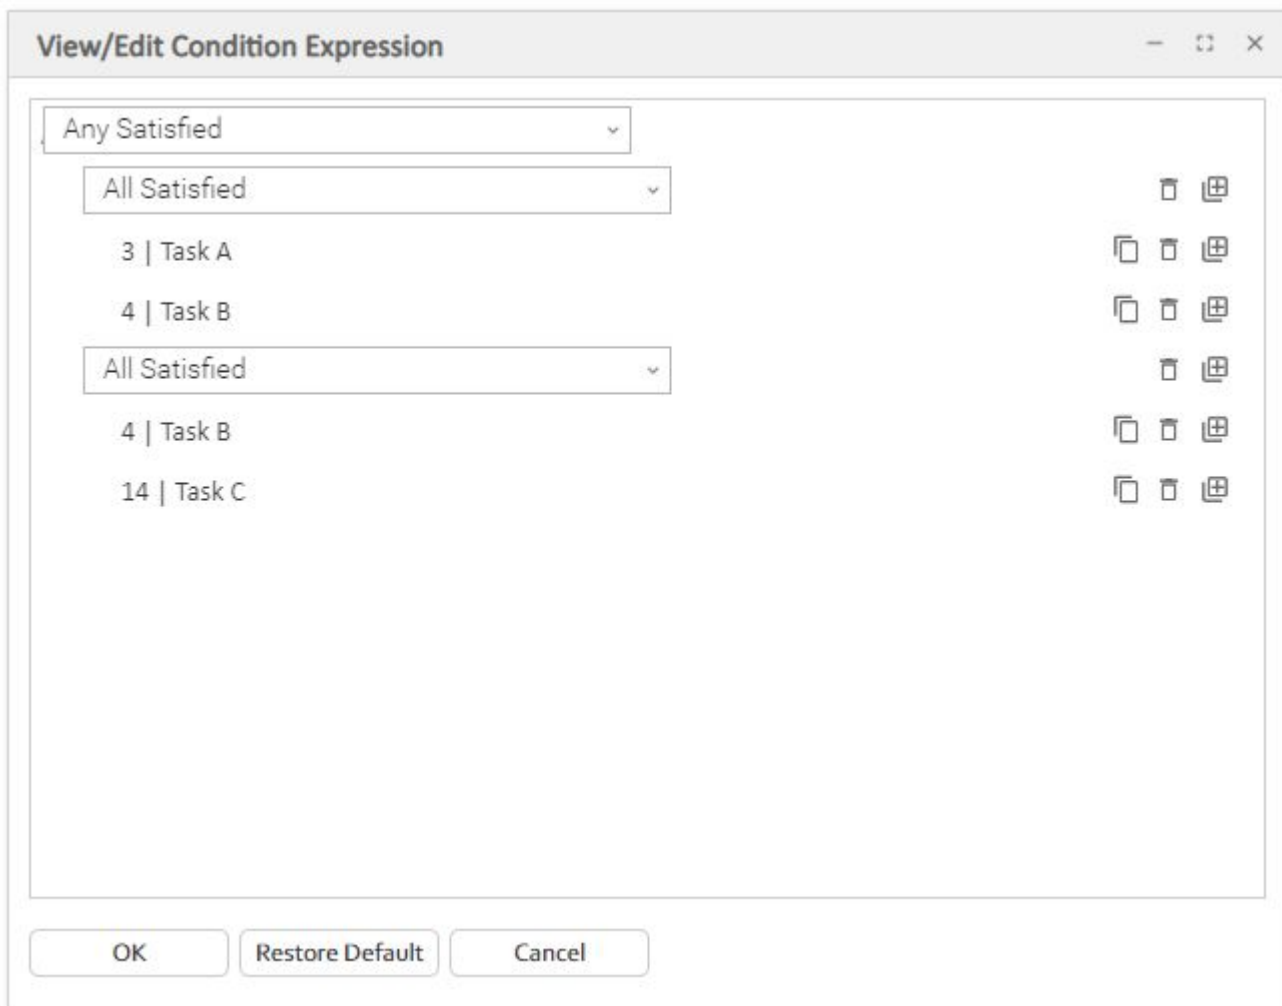 View/Edit Condition Expression
Any Satisfied
All Satisfied
3 | Task A
4 | Task B
All Satisfied
4 | Task B
14 | Task C
OK Restore Default Cancel